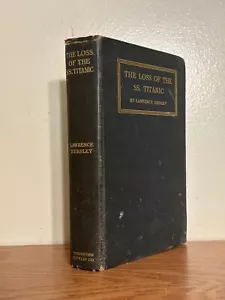 THE LOSS
OF THE
SS. TITANIC
LAWRENCE
BEESLEY
THE LOSS OF THE
SS. TITANIC
BY LAWRENCE BEESLEY